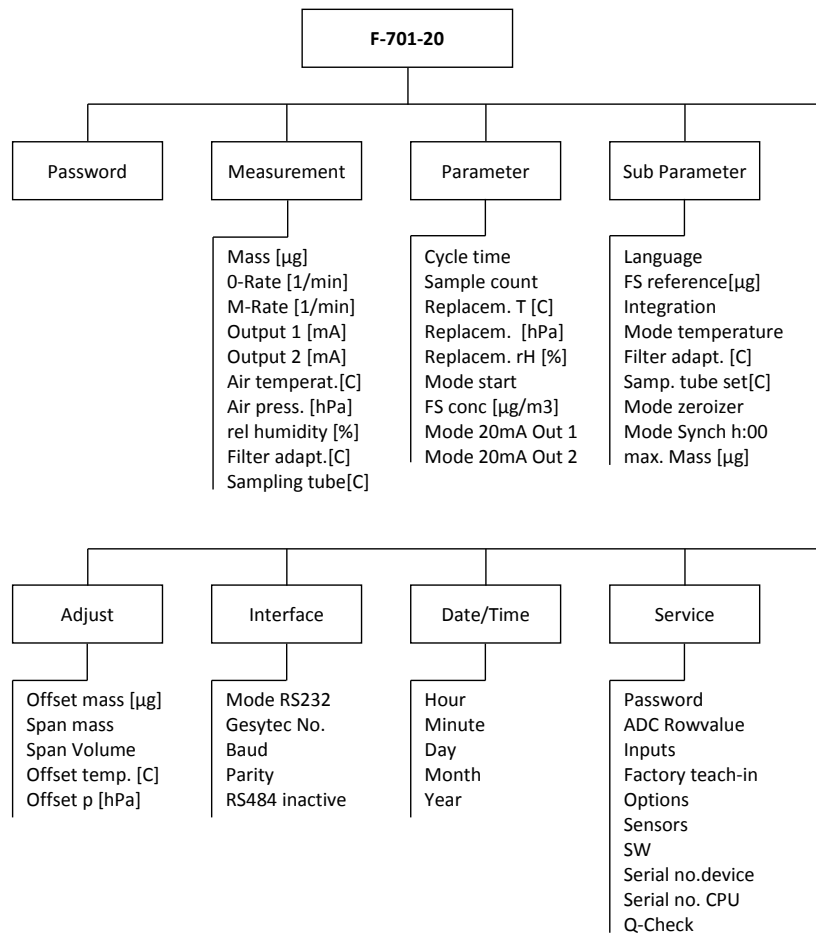 F-701-20
Password
Measurement
Mass [µg]
0-Rate [1/min]
M-Rate [1/min]
Output 1 [mA]
Output 2 [mA]
Air temperat.[C]
Air press. [hPa]
rel humidity [%]
Filter adapt.[C]
Sampling tube[C]
Parameter
Cycle time
Sample count
Replacem. T [C]
Replacem.  [hPa]
Replacem. rH [%]
Mode start
FS conc [µg/m3]
Mode 20mA Out 1
Mode 20mA Out 2
Sub Parameter
Language
FS reference[µg]
Integration
Mode temperature
Filter adapt. [C]
Samp. tube set[C]
Mode zeroizer
Mode Synch h:00
max. Mass [µg]
Adjust
Offset mass [µg]
Span mass
Span Volume
Offset temp. [C]
Offset p [hPa]
Interface
Mode RS232
Gesytec No.
Baud
Parity
RS484 inactive
Date/Time
Hour
Minute
Day
Month
Year
Service
Password
ADC Rowvalue
Inputs
Factory teach-in
Options
Sensors
SW
Serial no.device
Serial no. CPU
Q-Check